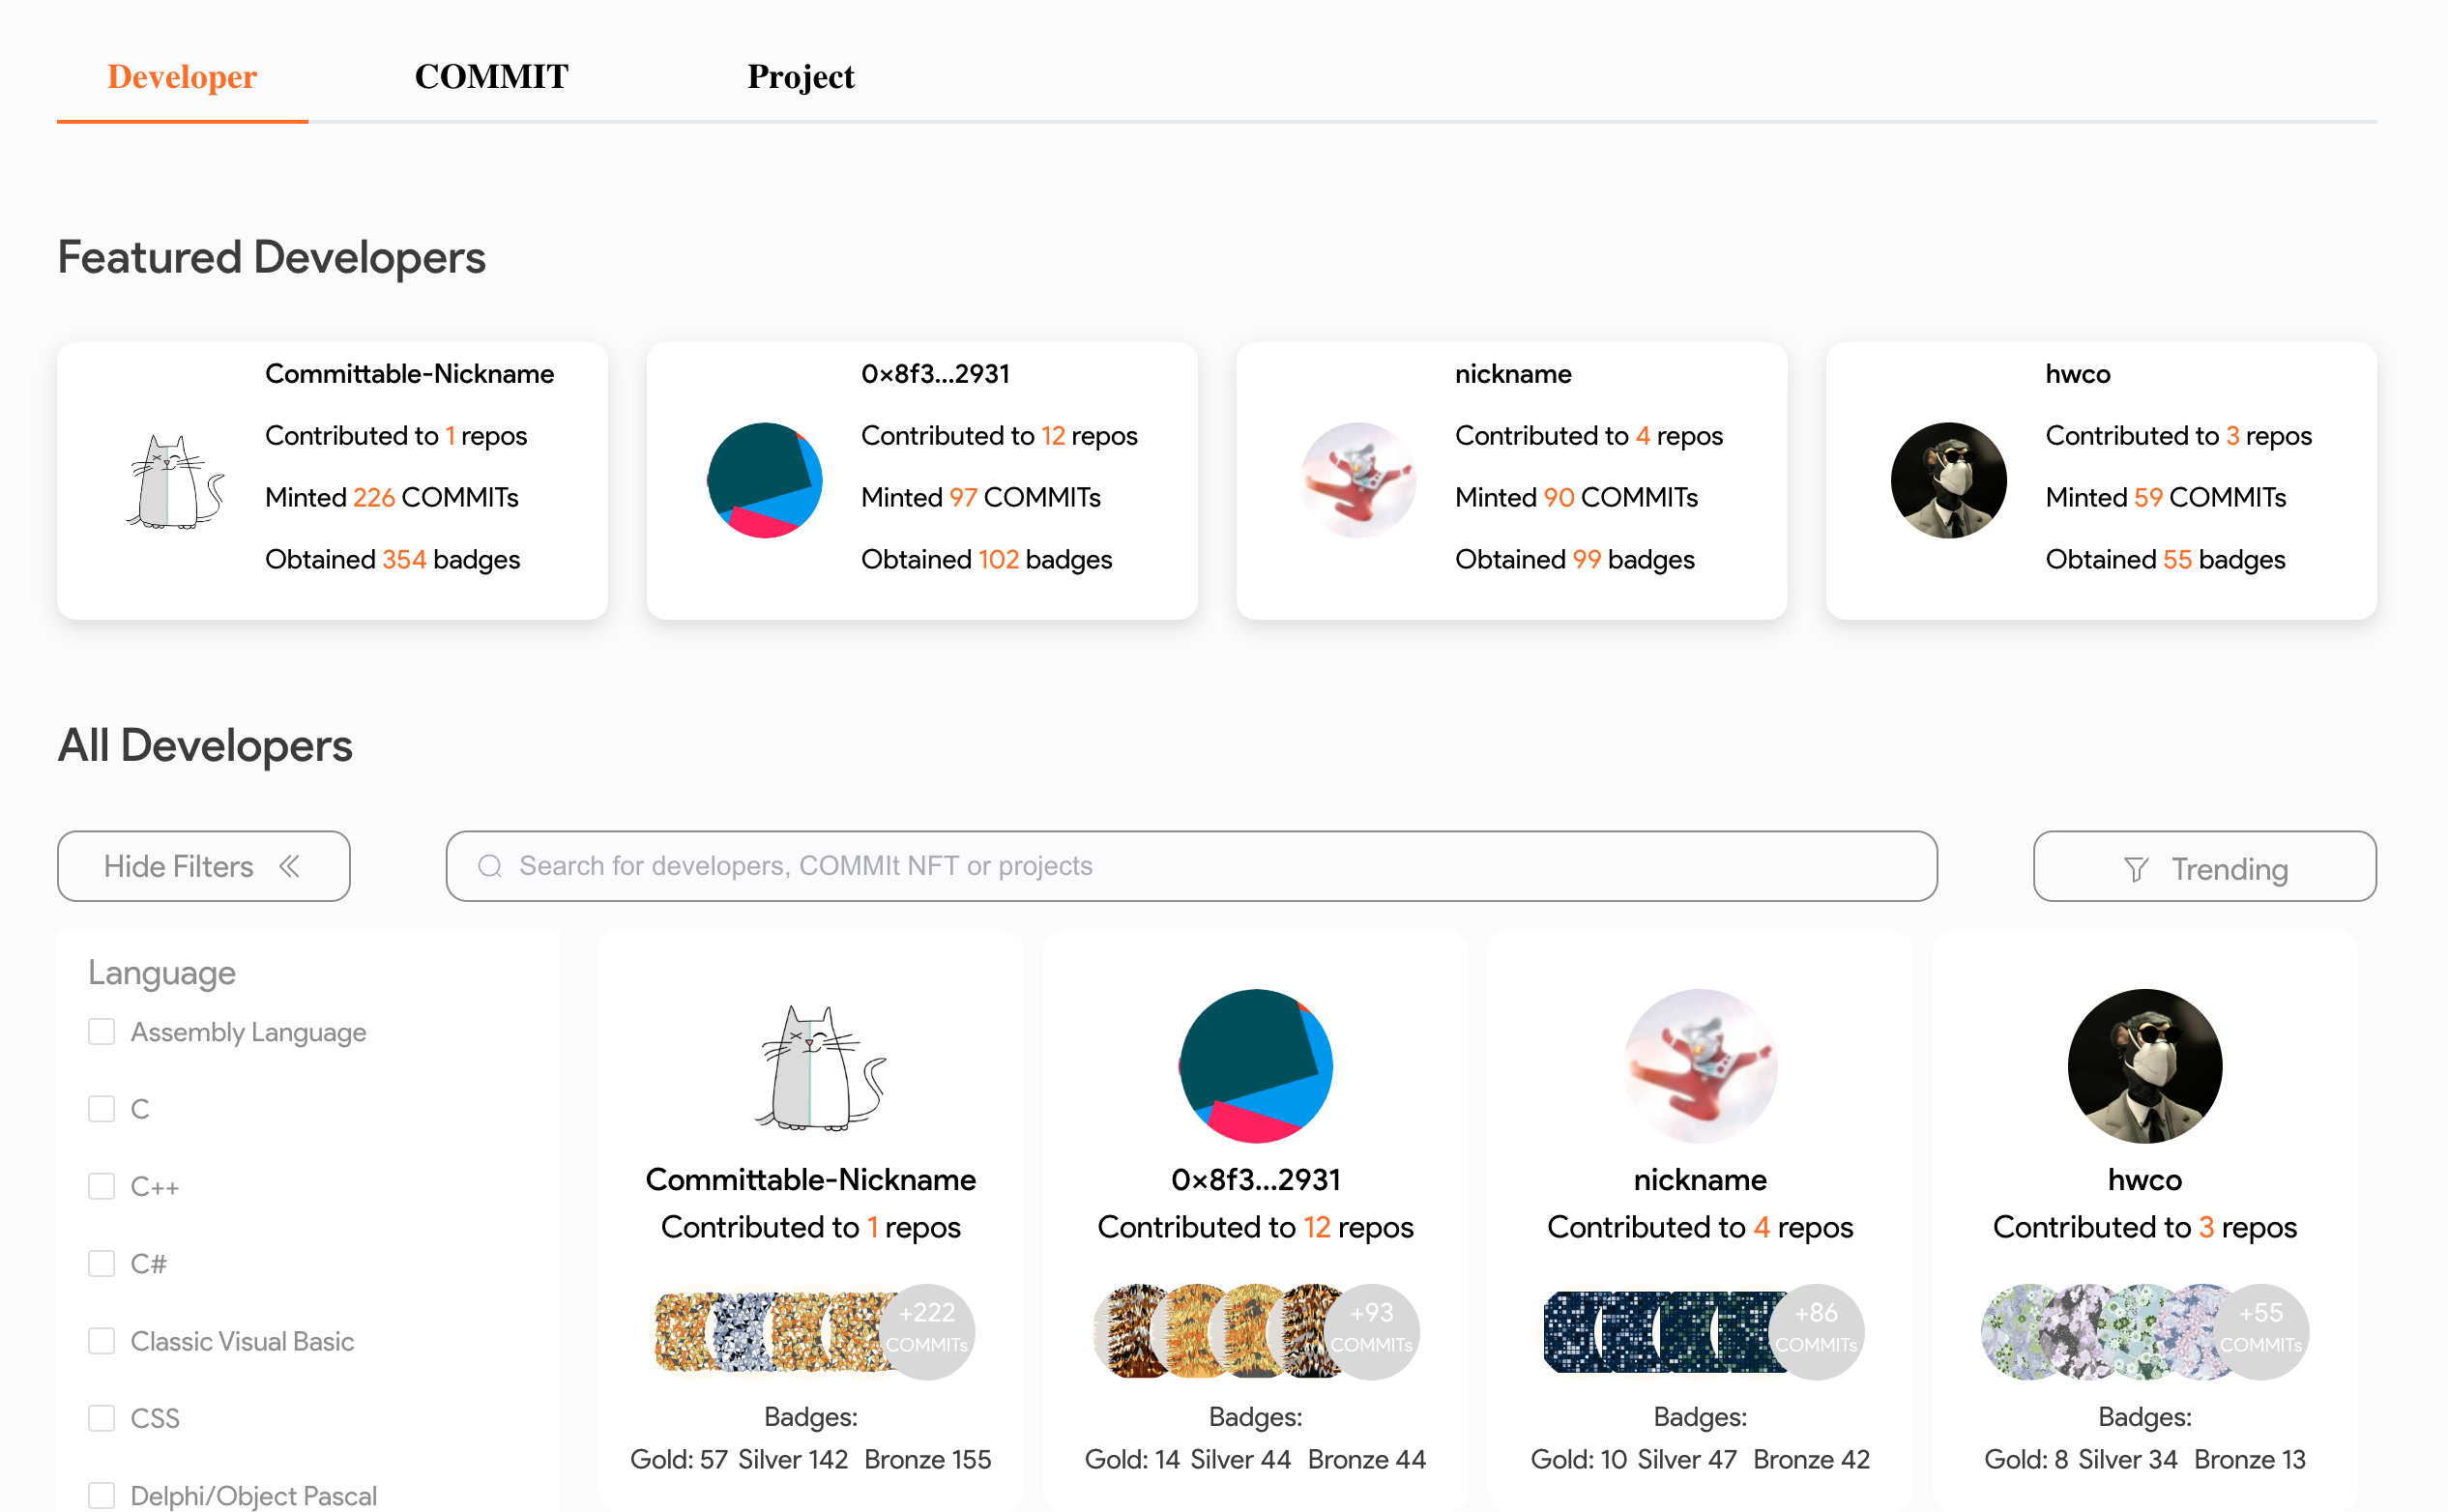 Developer COMMIT Project
Featured Developers
Committable-Nickname
Contributed to 1 repos
Minted 226 COMMITs
Obtained 354 badges
0x8f3...2931
Contributed to 12 repos
Minted 97 COMMITs
Obtained 102 badges
nickname
Contributed to 4 repos
Minted 90 COMMITs
Obtained 99 badges
hwco
Contributed to 3 repos
Minted 59 COMMITs
Obtained 55 badges
All Developers
Hide Filters
Search for developers, COMMIt NFT or projects
Trending
Language
Assembly Language
C
C++
C#
Classic Visual Basic
CSS
Delphi/Object Pascal
Committable-Nickname
Contributed to 1 repos
+222
COMMITs
Badges:
Gold: 57 Silver 142 Bronze 155
0x8f3...2931
Contributed to 12 repos
+93
COMMITs
Badges:
Gold: 14 Silver 44 Bronze 44
nickname
Contributed to 4 repos
+86
COMMITs
Badges:
Gold: 10 Silver 47 Bronze 42
hwco
Contributed to 3 repos
+55
COMMITs
Badges:
Gold: 8 Silver 34 Bronze 13